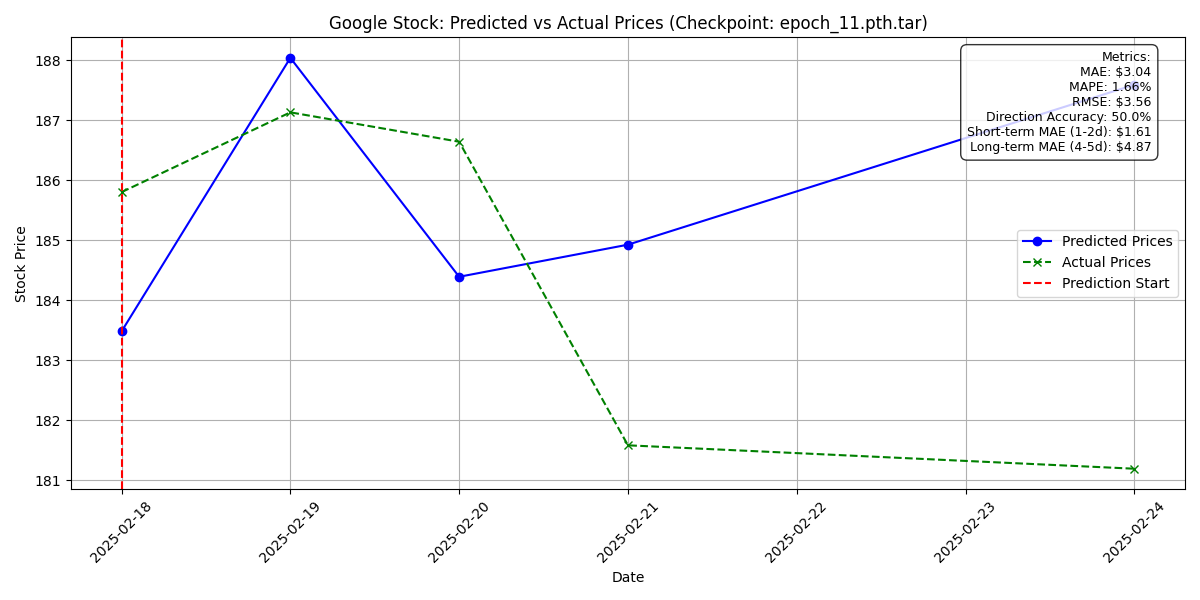 Google Stock: Predicted vs Actual Prices (Checkpoint: epoch_11.pth.tar)
Metrics:
MAE: $3.04
MAPE: 1.66%
RMSE: $3.56
Direction Accuracy: 50.0%
Short-term MAE (1-2d): $1.61
Long-term MAE (4-5d): $4.87
Predicted Prices
Actual Prices
Prediction Start
Stock Price
188
187
186
185
184
183
182
181
2025-02-18
2025-02-19
2025-02-20
2025-02-21
2025-02-22
2025-02-23
2025-02-24
Date